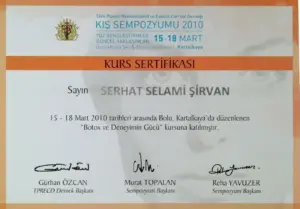 KIŞ SEMPOZYUMU 2010
15-18 MART
Kartalkaya
KURS SERTİFİKASI
Sayın SERHAT SELAMİ ŞİRVAN
15 - 18 Mart 2010 tarihleri arasında Bolu, Kartalkaya'da düzenlenen
"Botox ve Deneyimin Gücü" kursuna katılmıştır.
Gürhan ÖZCAN Murat TOPALAN Reha YAVUZER
EPRECD Dernek Başkanı Sempozyum Başkanı Sempozyum Başkanı